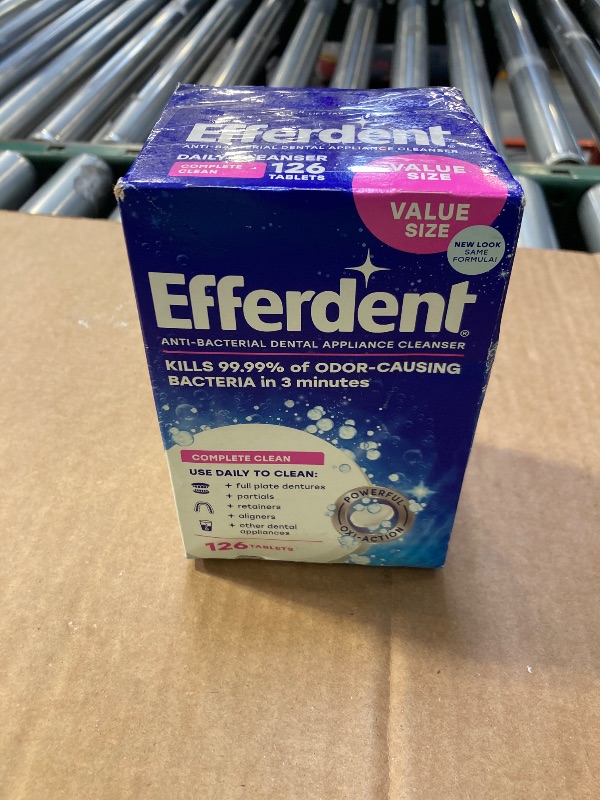 Efferdent
ANTI-BACTERIAL DENTAL APPLIANCE CLEANSER
DAILY CLEANSER
COMPLETE CLEAN
126 TABLETS
VALUE SIZE
VALUE
SIZE
NEW LOOK
SAME
FORMULA!
Efferdent®
ANTI-BACTERIAL DENTAL APPLIANCE CLEANSER
KILLS 99.99% of ODOR-CAUSING
BACTERIA in 3 minutes
COMPLETE CLEAN
USE DAILY TO CLEAN:
+ full plate dentures
+ partials
+ retainers
+ aligners
+ other dental
appliances
126 TABLETS
POWERFUL
OXI-ACTION